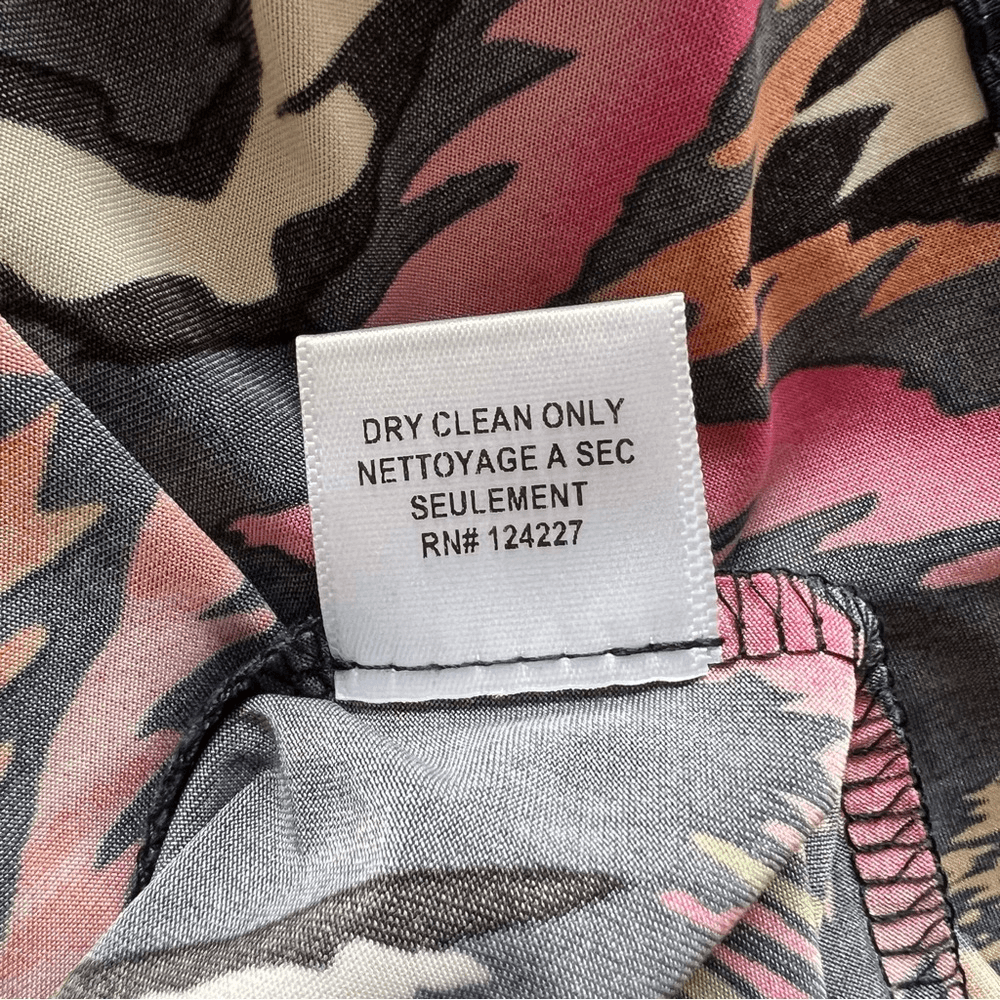 DRY CLEAN ONLY
NETTOYAGE A SEC
SEULEMENT
RN# 124227